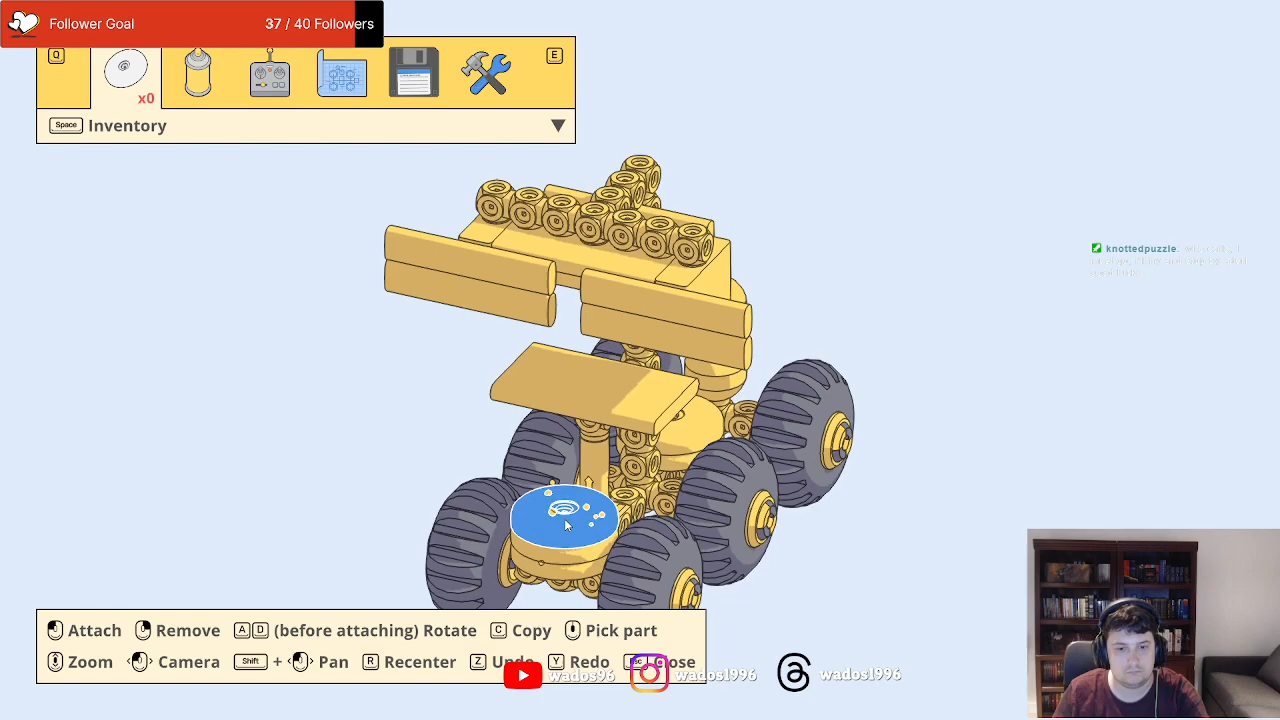 Follower Goal
37 / 40 Followers
Q
E
x0
Space Inventory
knottedpuzzle.
Attach Remove A D (before attaching) Rotate C Copy Pick part
Zoom Camera Shift + Pan R Recenter Z Undo Y Redo Close
wados96 wados1996 wados1996